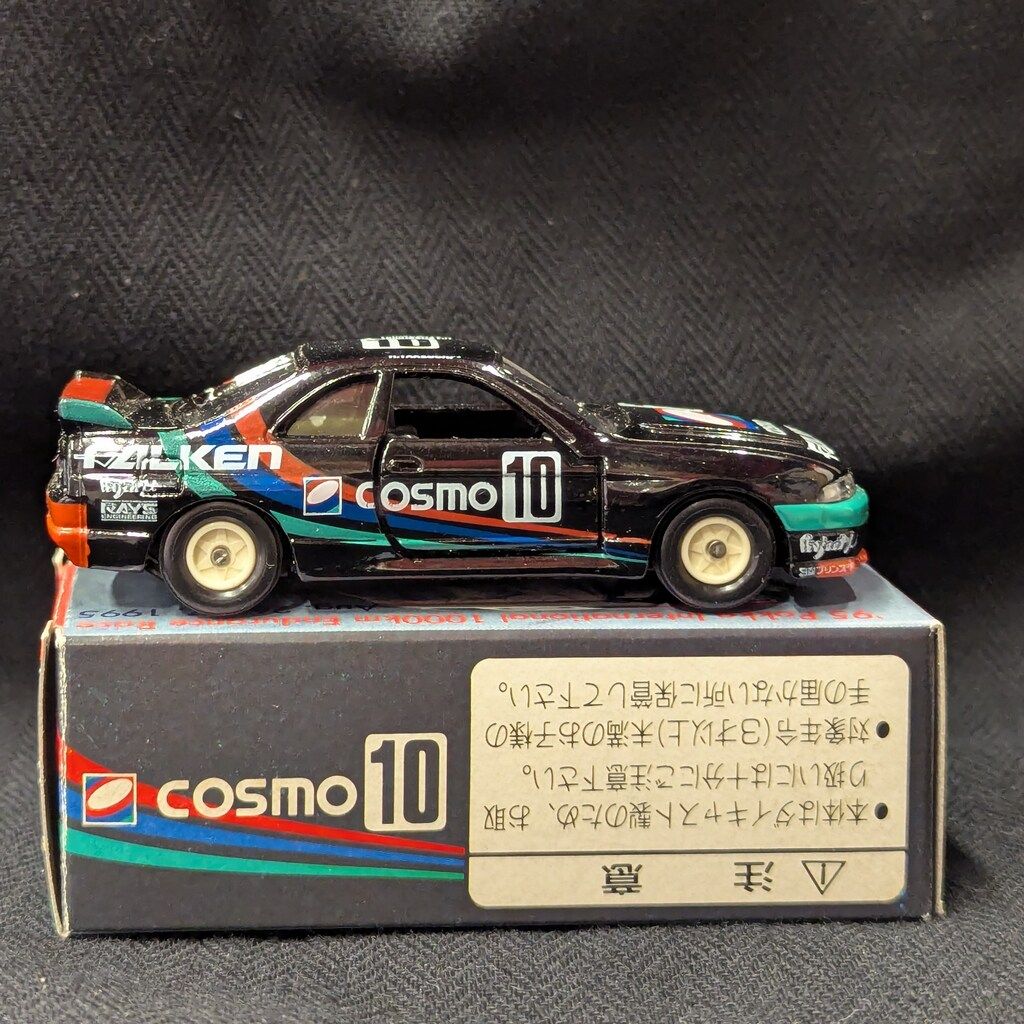 FALKEN
RAYS
ENGINEERING
cosmo 10
'95 Pokka International 1000km Endurance Race
1995
cosmo 10
⚠ 注 意
●本体はダイキャスト製のため、お取
り扱いには十分にご注意下さい。
●対象年令(3才以上)未満のお子様の
手の届かない所に保管して下さい。